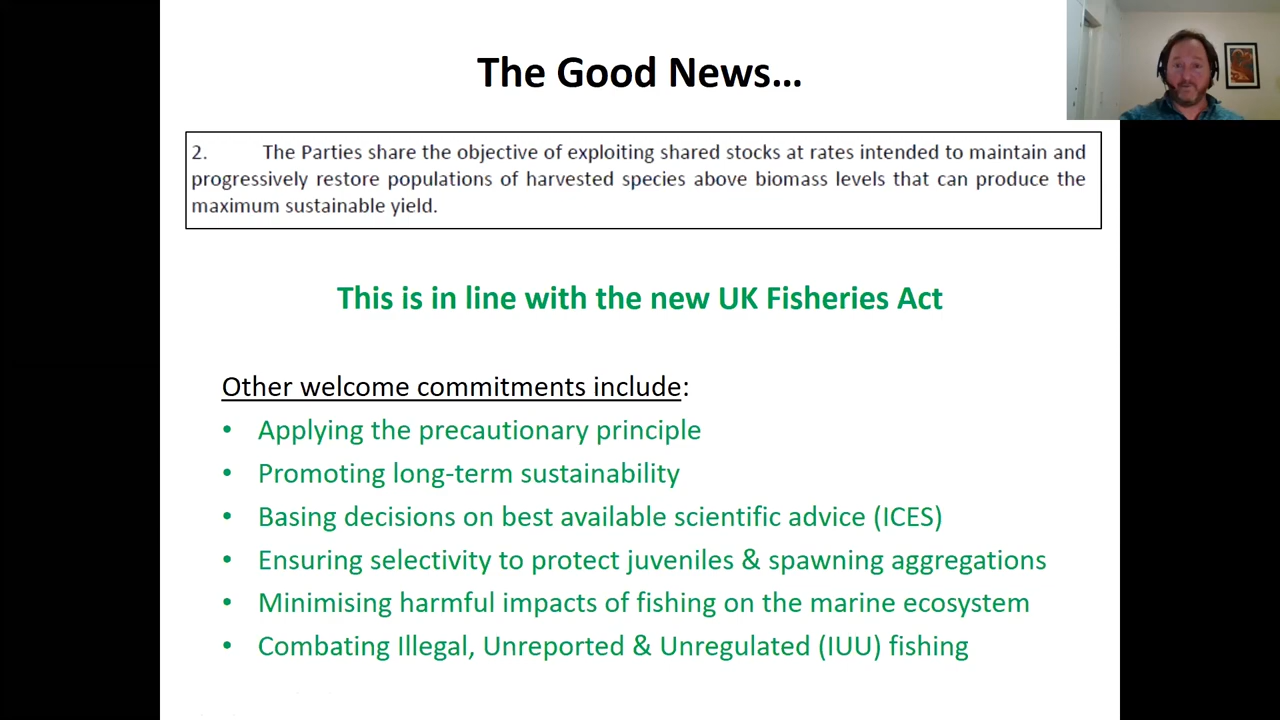 The Good News...
2. The Parties share the objective of exploiting shared stocks at rates intended to maintain and
progressively restore populations of harvested species above biomass levels that can produce the
maximum sustainable yield.
This is in line with the new UK Fisheries Act
Other welcome commitments include:
• Applying the precautionary principle
• Promoting long-term sustainability
• Basing decisions on best available scientific advice (ICES)
• Ensuring selectivity to protect juveniles & spawning aggregations
• Minimising harmful impacts of fishing on the marine ecosystem
• Combating Illegal, Unreported & Unregulated (IUU) fishing